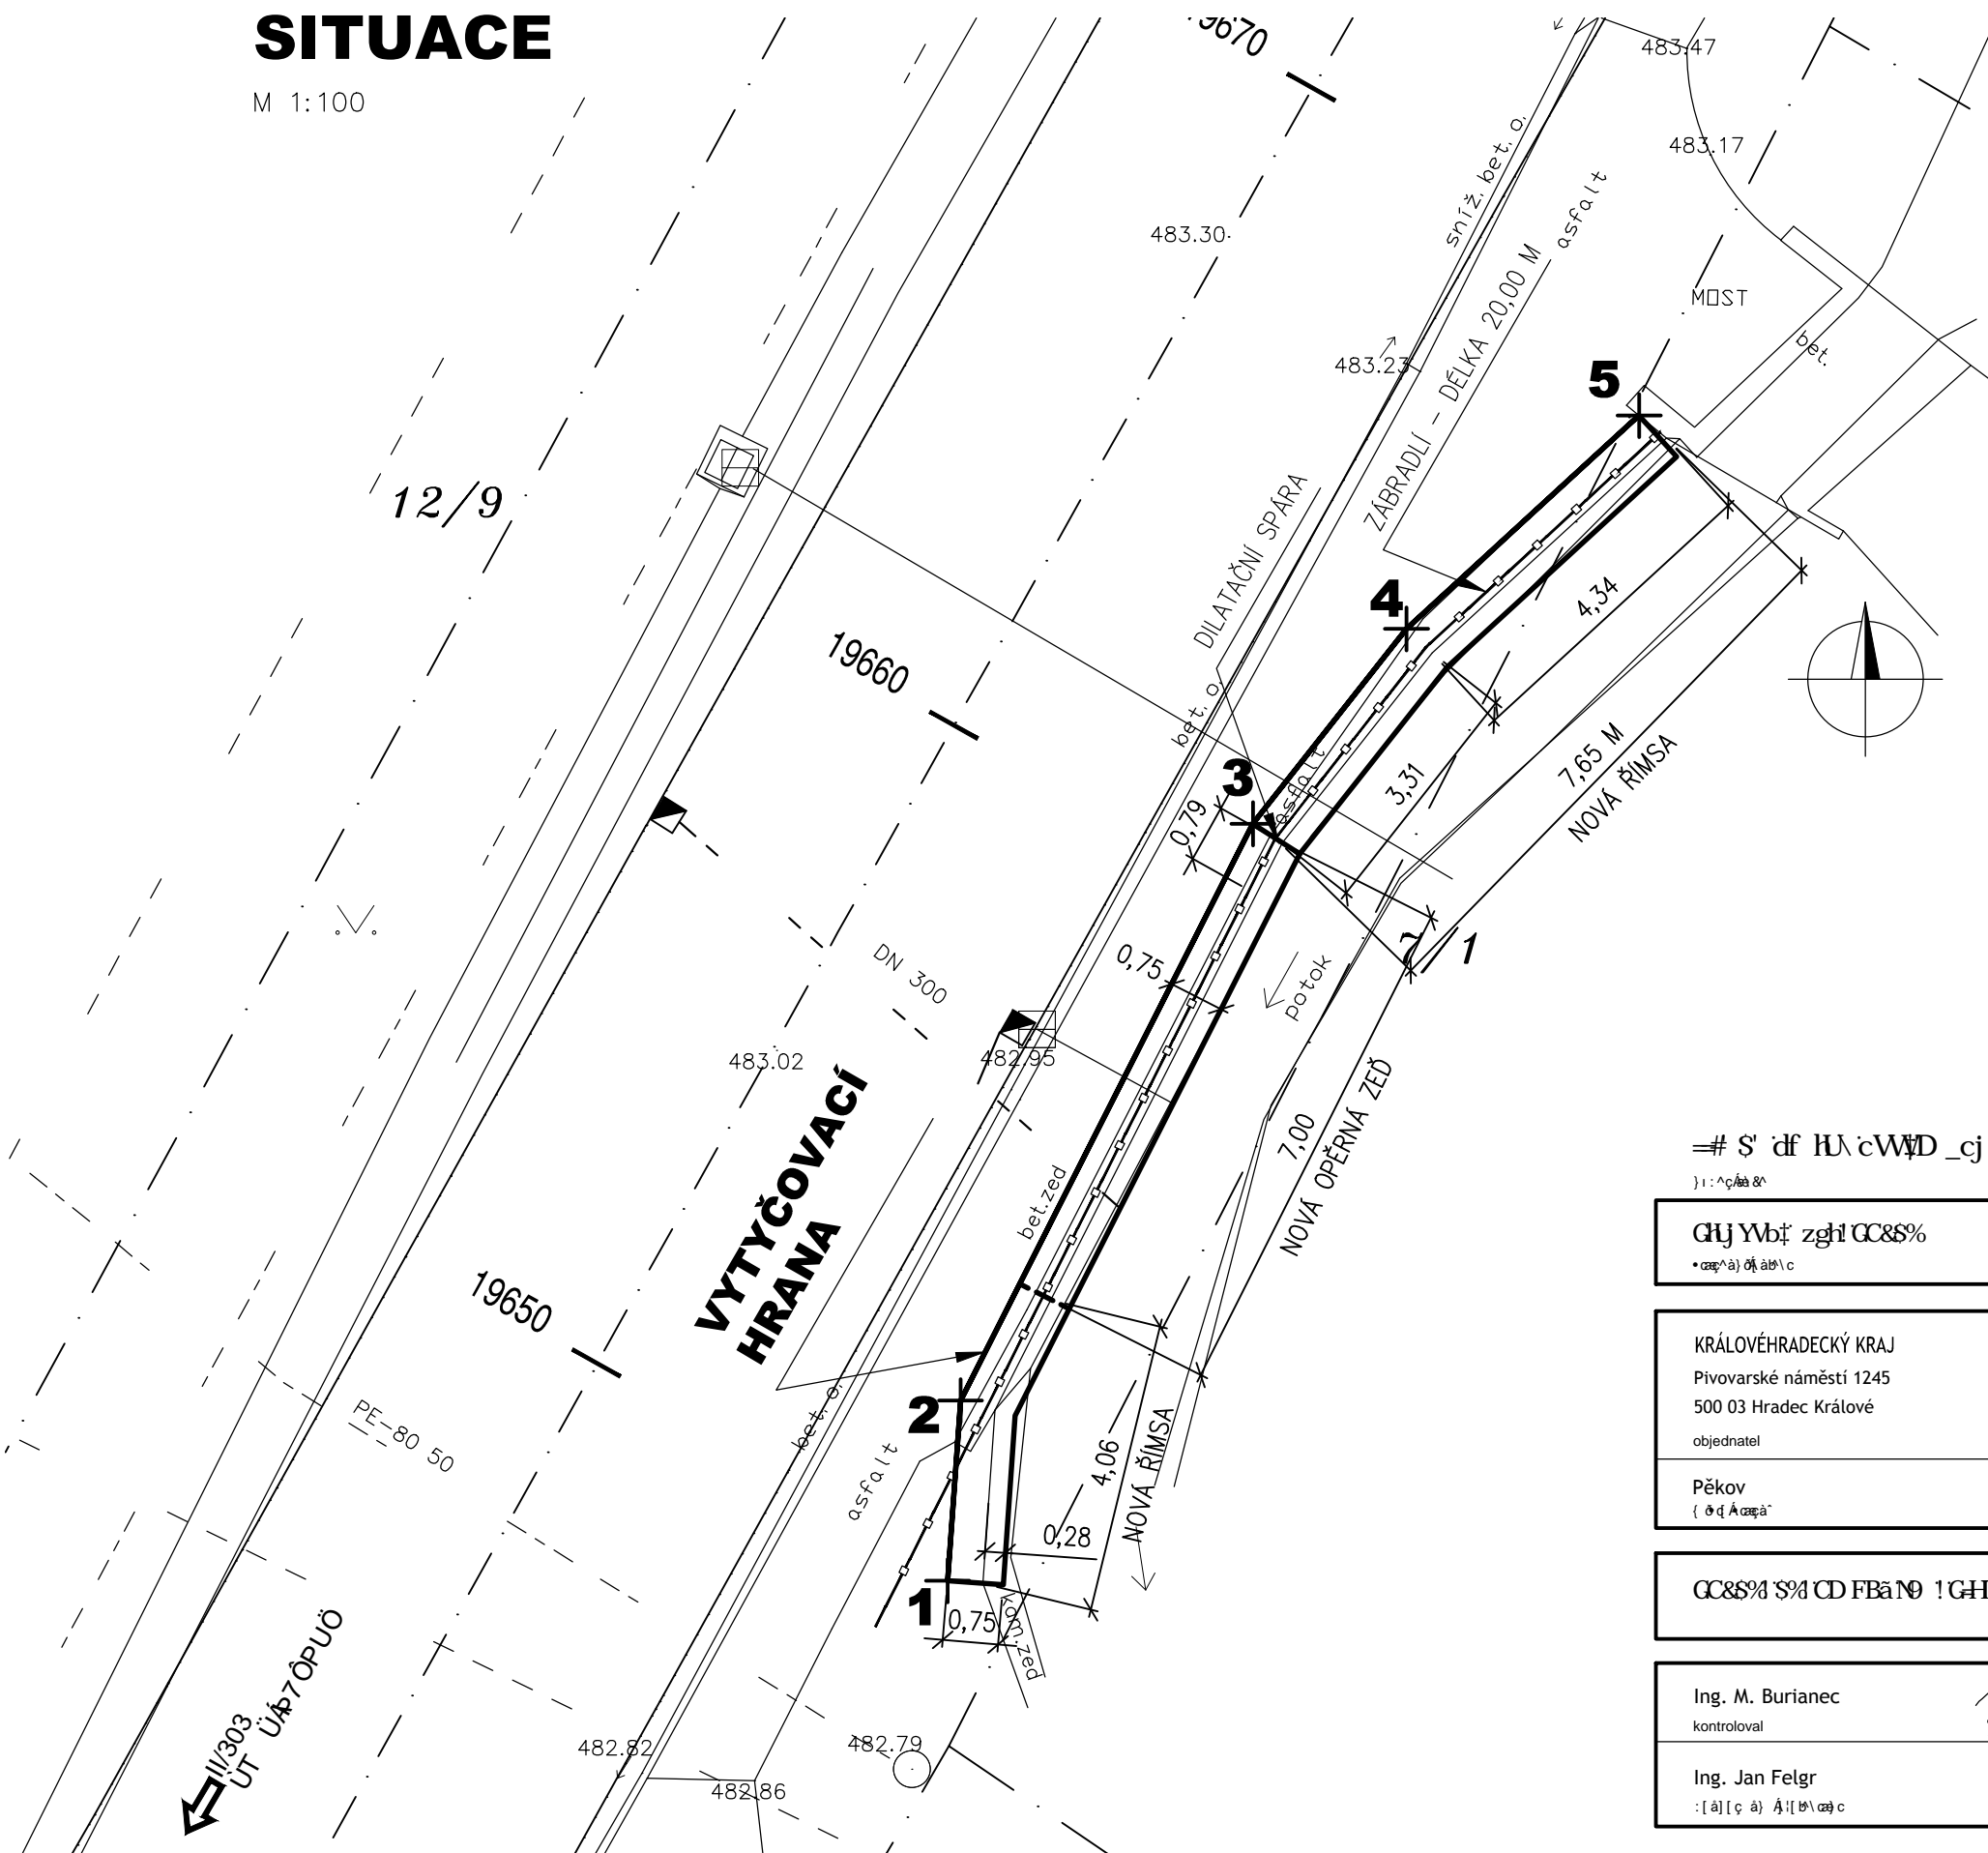 SITUACE
M 1:100
19670
483.47
483.17
483.30
sníž. bet. o.
asfalt
ZÁBRADLÍ - DÉLKA 20,00 M
MOST
bet.
483.23
5
12/9
DILATAČNÍ SPÁRA
4
4,34
19660
bet. o.
3
asfalt
0,79
3,31
7,65 M
NOVÁ ŘÍMSA
1
0,75
DN 300
potok
483.02
482.95
VYTYČOVACÍ
HRANA
7,00
NOVÁ OPĚRNÁ ZEĎ
bet.zed
19650
2
bet. o.
PE-80 50
asfalt
4,06
NOVÁ ŘÍMSA
0,28
1
0,75
kam.zed
II/303
482.82
482.79
482.86
KRÁLOVÉHRADECKÝ KRAJ
Pivovarské náměstí 1245
500 03 Hradec Králové
objednatel
Pěkov
Ing. M. Burianec
kontroloval
Ing. Jan Felgr